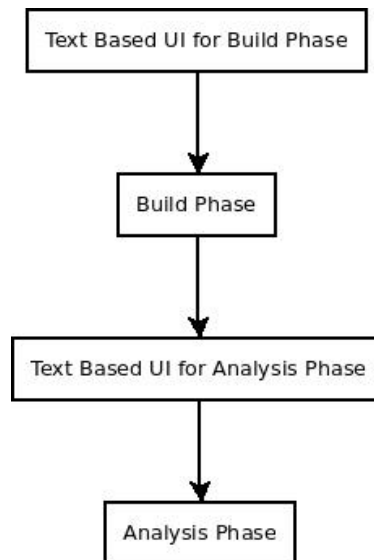 Text Based UI for Build Phase
Build Phase
Text Based UI for Analysis Phase
Analysis Phase